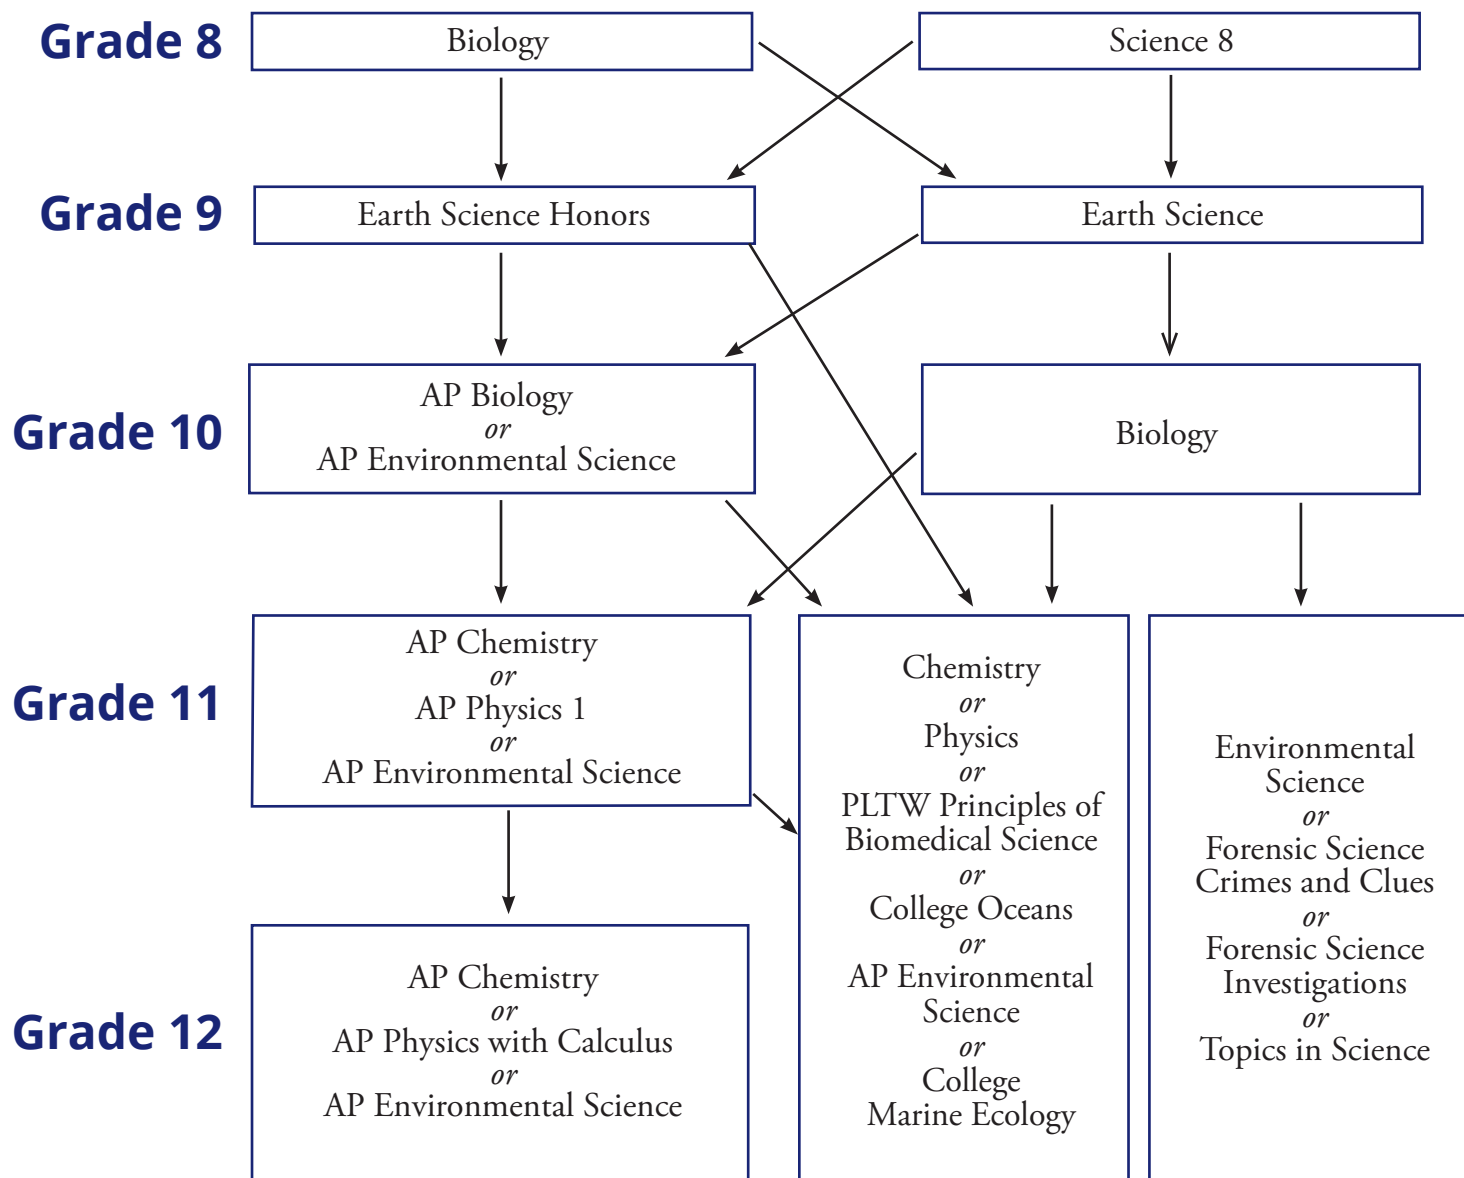 Grade 8
Biology
Science 8
Grade 9
Earth Science Honors
Earth Science
Grade 10
AP Biology
or
AP Environmental Science
Biology
Grade 11
AP Chemistry
or
AP Physics 1
or
AP Environmental Science
Chemistry
or
Physics
or
PLTW Principles of
Biomedical Science
or
College Oceans
or
AP Environmental
Science
or
College
Marine Ecology
Environmental
Science
or
Forensic Science
Crimes and Clues
or
Forensic Science
Investigations
or
Topics in Science
Grade 12
AP Chemistry
or
AP Physics with Calculus
or
AP Environmental Science